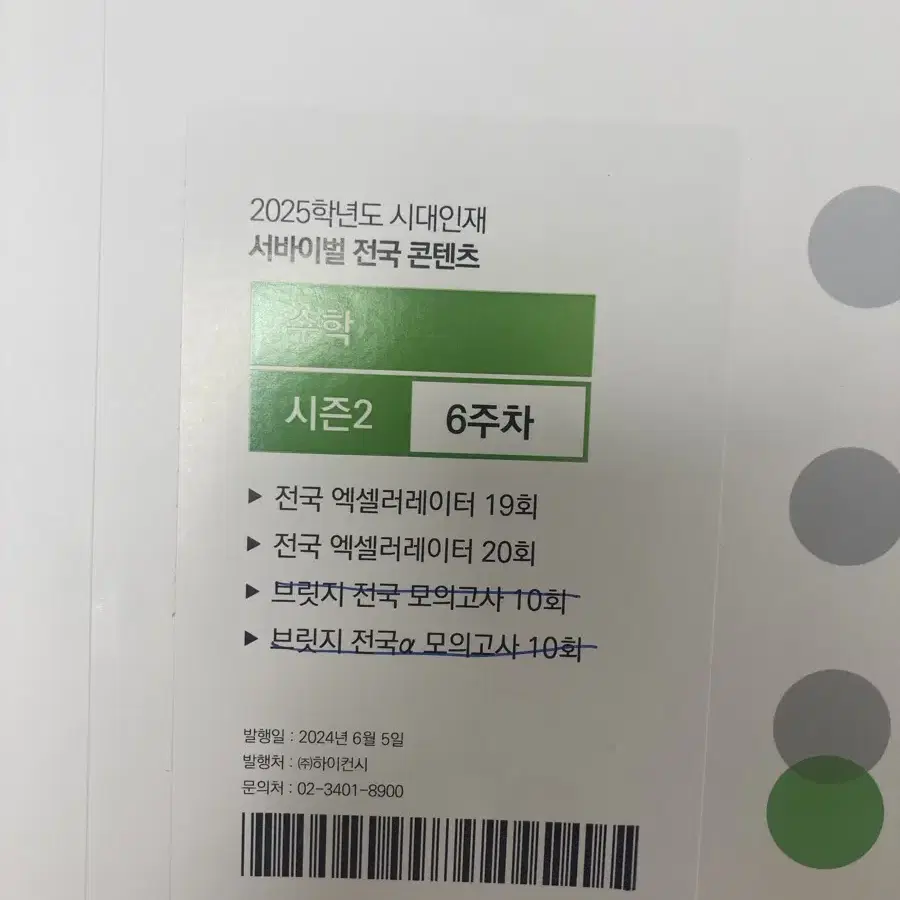 2025학년도 시대인재
서바이벌 전국 콘텐츠
수학
시즌2 6주차
▶ 전국 엑셀러레이터 19회
▶ 전국 엑셀러레이터 20회
▶ 브릿지 전국 모의고사 10회
▶ 브릿지 전국α 모의고사 10회
발행일 : 2024년 6월 5일
발행처 : ㈜하이컨시
문의처 : 02-3401-8900